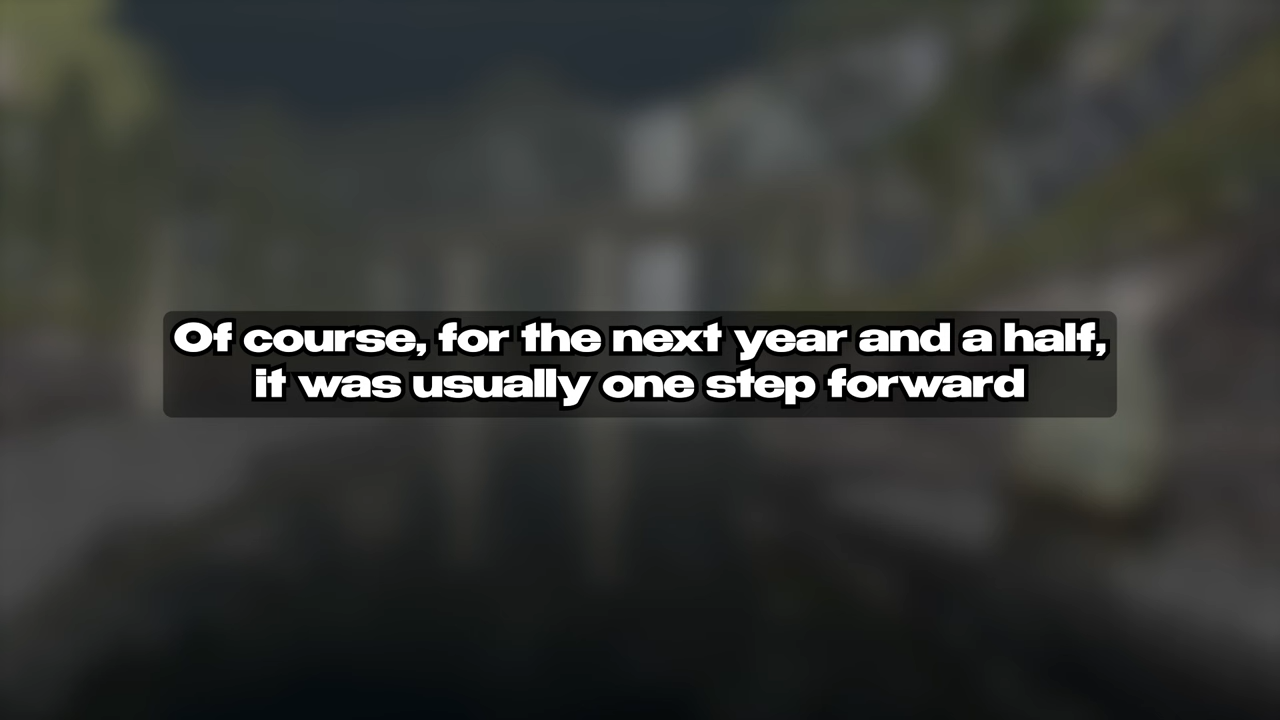 Of course, for the next year and a half,
it was usually one step forward